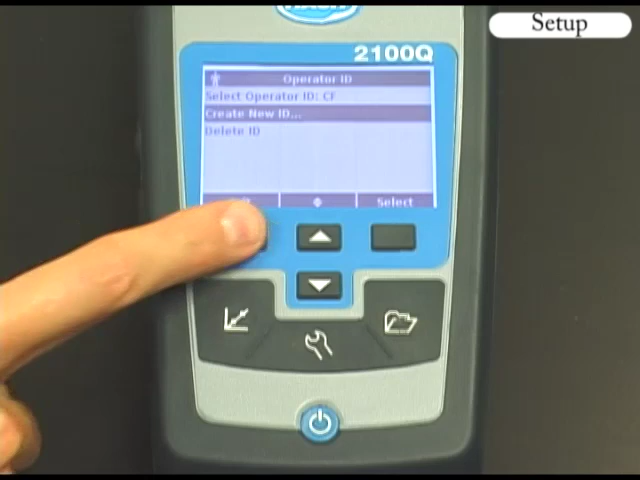 Setup
2100Q
Operator ID
Select Operator ID: CF
Create New ID...
Delete ID
Select